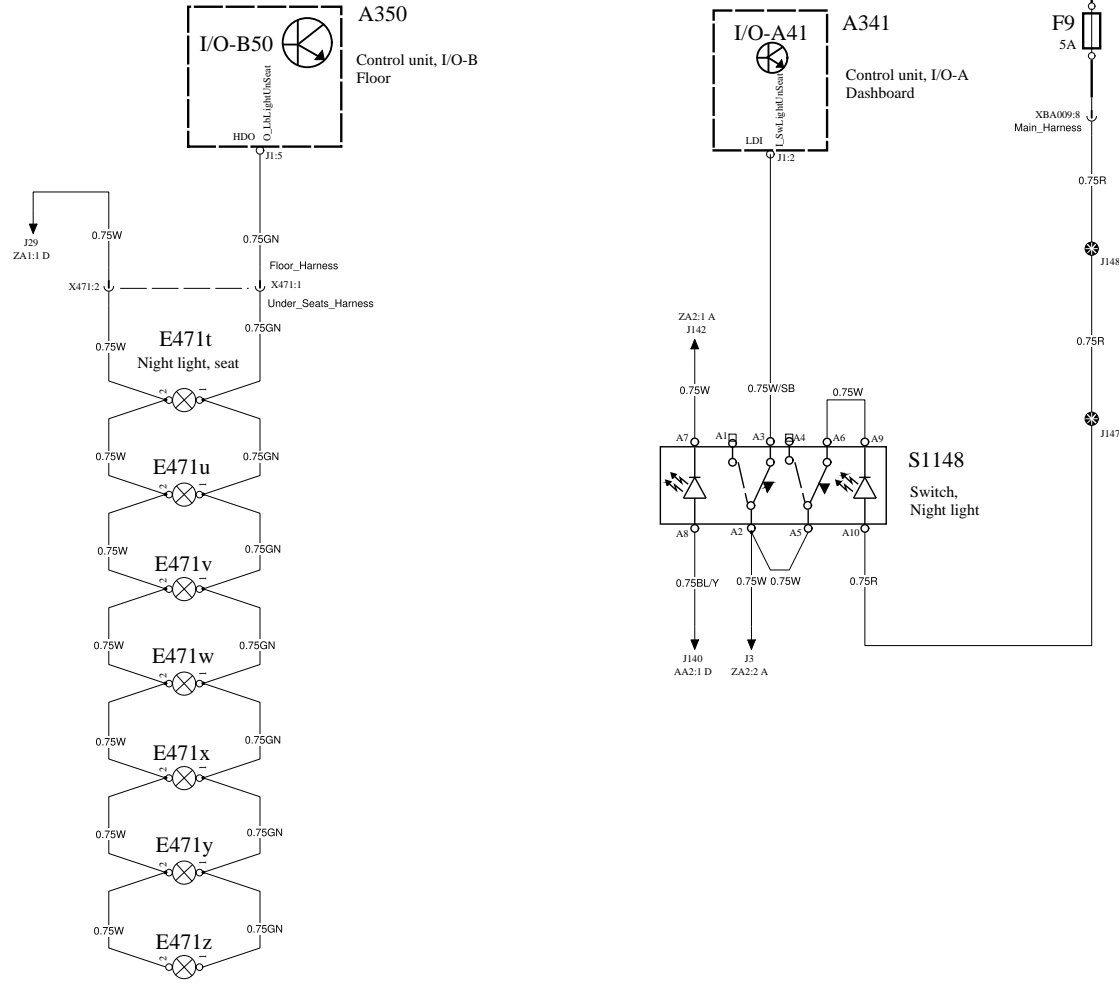 A350
I/O-B50
Control unit, I/O-B
Floor
O_LbLightUnSeat
HDO
J1:5
J29
ZA1:1 D
0.75W
0.75GN
Floor_Harness
X471:2
X471:1
Under_Seats_Harness
0.75GN
0.75W
E471t
Night light, seat
2
1
0.75W
0.75GN
E471u
2
1
0.75W
0.75GN
E471v
2
1
0.75W
0.75GN
E471w
2
1
0.75W
0.75GN
E471x
2
1
0.75W
0.75GN
E471y
2
1
0.75W
0.75GN
E471z
2
1
A341
I/O-A41
Control unit, I/O-A
Dashboard
I_SwLightUnSeat
LDI
J1:2
F9
5A
XBA009:8
Main_Harness
0.75R
J148
0.75R
J147
ZA2:1 A
J142
0.75W
0.75W/SB
0.75W
A7
A1
A3
A4
A6
A9
S1148
Switch,
Night light
A8
A2
A5
A10
0.75BL/Y
0.75W
0.75W
0.75R
J140
AA2:1 D
J3
ZA2:2 A